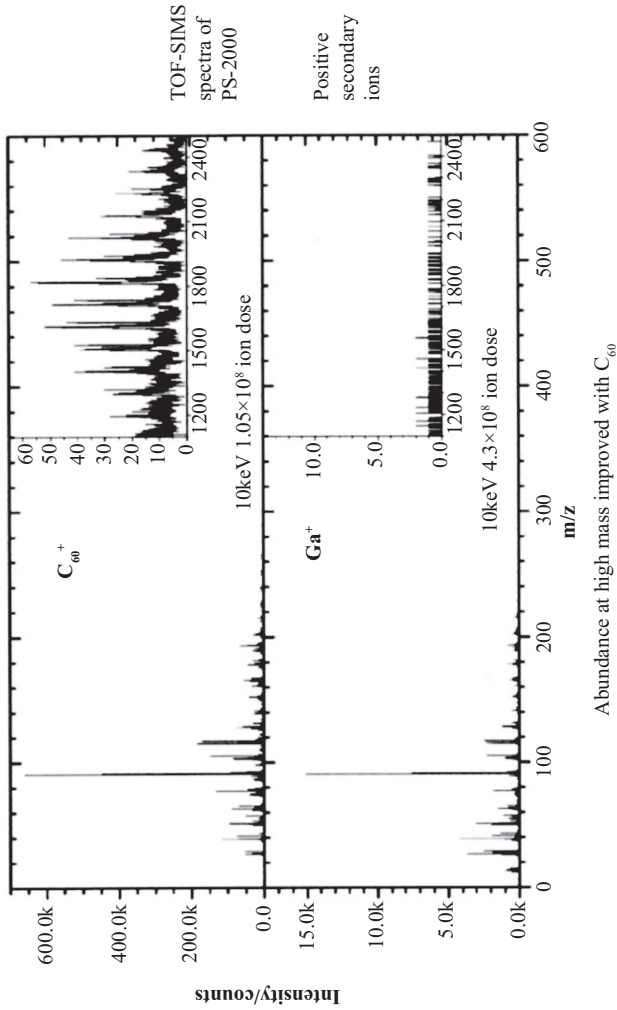 TOF-SIMS
spectra of
PS-2000
Positive
secondary
ions
Intensity/counts
600.0k
400.0k
200.0k
0.0
C₆₀⁺
60
50
40
30
20
10
0
1200 1500 1800 2100 2400
10keV 1.05×10⁸ ion dose
15.0k
10.0k
5.0k
0.0k
Ga⁺
10.0
5.0
0.0
1200 1500 1800 2100 2400
10keV 4.3×10⁸ ion dose
0 100 200 300 400 500 600
m/z
Abundance at high mass improved with C₆₀